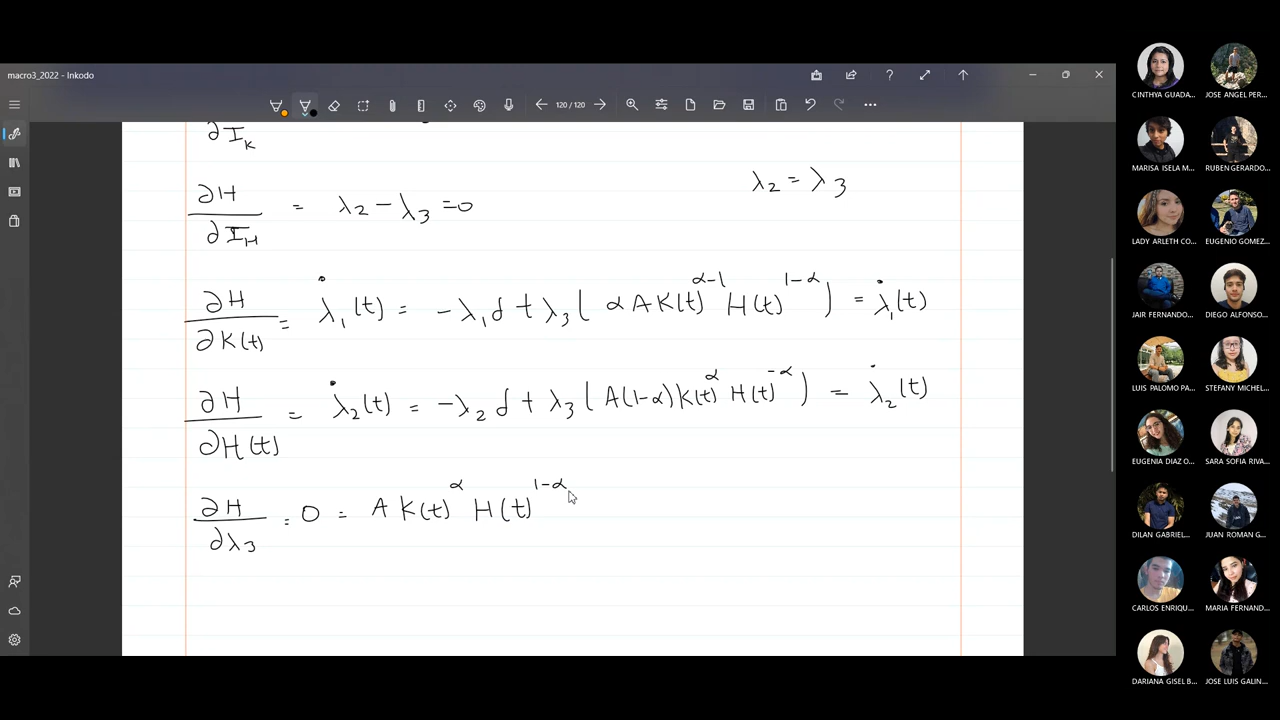 macro3_2022 - Inkodo
120 / 120
∂I_K
∂H/∂I_H = λ₂ - λ₃ = 0
λ₂ = λ₃
∂H/∂K(t) = λ̇₁(t) = -λ₁δ + λ₃(αAK(t)^{α-1} H(t)^{1-α}) = λ̇₁(t)
∂H/∂H(t) = λ̇₂(t) = -λ₂δ + λ₃(A(1-α)K(t)^α H(t)^{-α}) = λ̇₂(t)
∂H/∂λ₃ = 0 = AK(t)^α H(t)^{1-α}
CINTHYA GUADA...
JOSE ANGEL PER...
MARISA ISELA M...
RUBEN GERARDO...
LADY ARLETH CO...
EUGENIO GOMEZ...
JAIR FERNANDO...
DIEGO ALFONSO...
LUIS PALOMO PA...
STEFANY MICHEL...
EUGENIA DIAZ O...
SARA SOFIA RIVA...
DILAN GABRIEL...
JUAN ROMAN G...
CARLOS ENRIQU...
MARIA FERNAND...
DARIANA GISEL B...
JOSE LUIS GALIN...